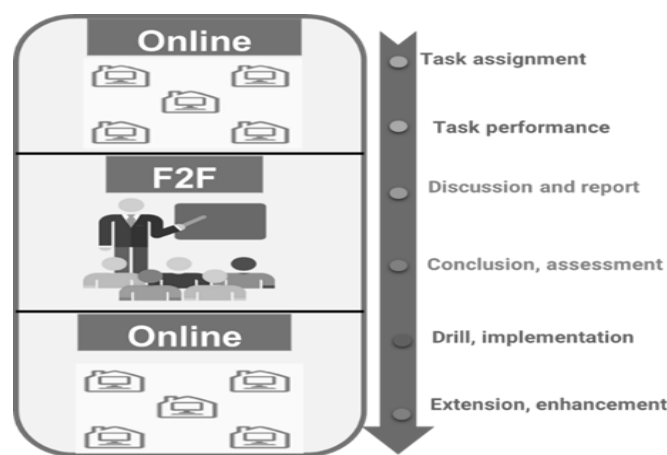 Online
Task assignment
Task performance
F2F
Discussion and report
Conclusion, assessment
Online
Drill, implementation
Extension, enhancement